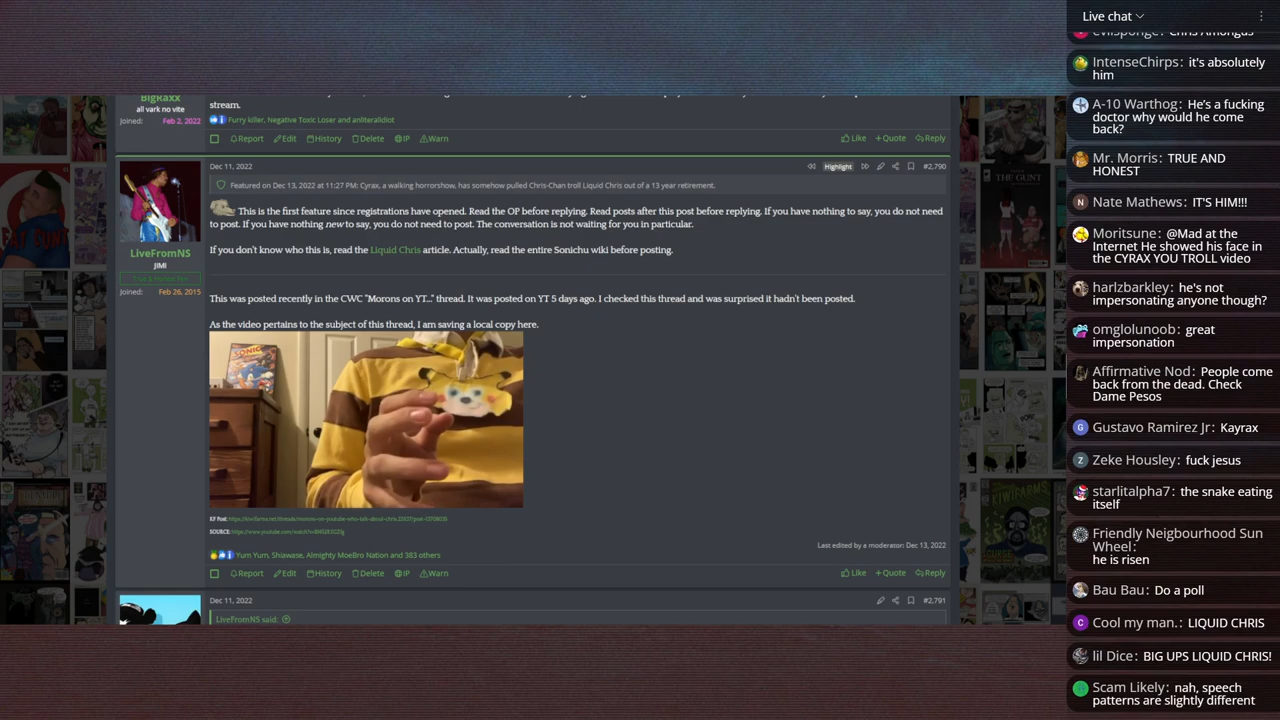 Live chat
evilsponge: Chris Amongus
IntenseChirps: it's absolutely
him
A-10 Warthog: He's a fucking
doctor why would he come
back?
Mr. Morris: TRUE AND
HONEST
Nate Mathews: IT'S HIM!!!
Moritsune: @Mad at the
Internet He showed his face in
the CYRAX YOU TROLL video
harlzbarkley: he's not
impersonating anyone though?
omglolunoob: great
impersonation
Affirmative Nod: People come
back from the dead. Check
Dame Pesos
Gustavo Ramirez Jr: Kayrax
Zeke Housley: fuck jesus
starlitalpha7: the snake eating
itself
Friendly Neigbourhood Sun
Wheel:
he is risen
Bau Bau: Do a poll
Cool my man.: LIQUID CHRIS
lil Dice: BIG UPS LIQUID CHRIS!
Scam Likely: nah, speech
patterns are slightly different
BigRaxx
all vark no vite
Joined: Feb 2, 2022
stream.
Furry killer, Negative Toxic Loser and anliteralidiot
Report Edit History Delete IP Warn
Like + Quote Reply
Dec 11, 2022
Highlight
#2,790
Featured on Dec 13, 2022 at 11:27 PM: Cyrax, a walking horrorshow, has somehow pulled Chris-Chan troll Liquid Chris out of a 13 year retirement.
This is the first feature since registrations have opened. Read the OP before replying. Read posts after this post before replying. If you have nothing to say, you do not need
to post. If you have nothing new to say, you do not need to post. The conversation is not waiting for you in particular.
If you don't know who this is, read the Liquid Chris article. Actually, read the entire Sonichu wiki before posting.
LiveFromNS
JIMI
Joined: Feb 26, 2015
This was posted recently in the CWC "Morons on YT..." thread. It was posted on YT 5 days ago. I checked this thread and was surprised it hadn't been posted.
As the video pertains to the subject of this thread, I am saving a local copy here.
SONIC
KF Post:
SOURCE:
Last edited by a moderator: Dec 13, 2022
Yum Yum, Shiawase, Almighty MoeBro Nation and 383 others
Report Edit History Delete IP Warn
Like + Quote Reply
Dec 11, 2022
#2,791
LiveFromNS said:
THE GUNT